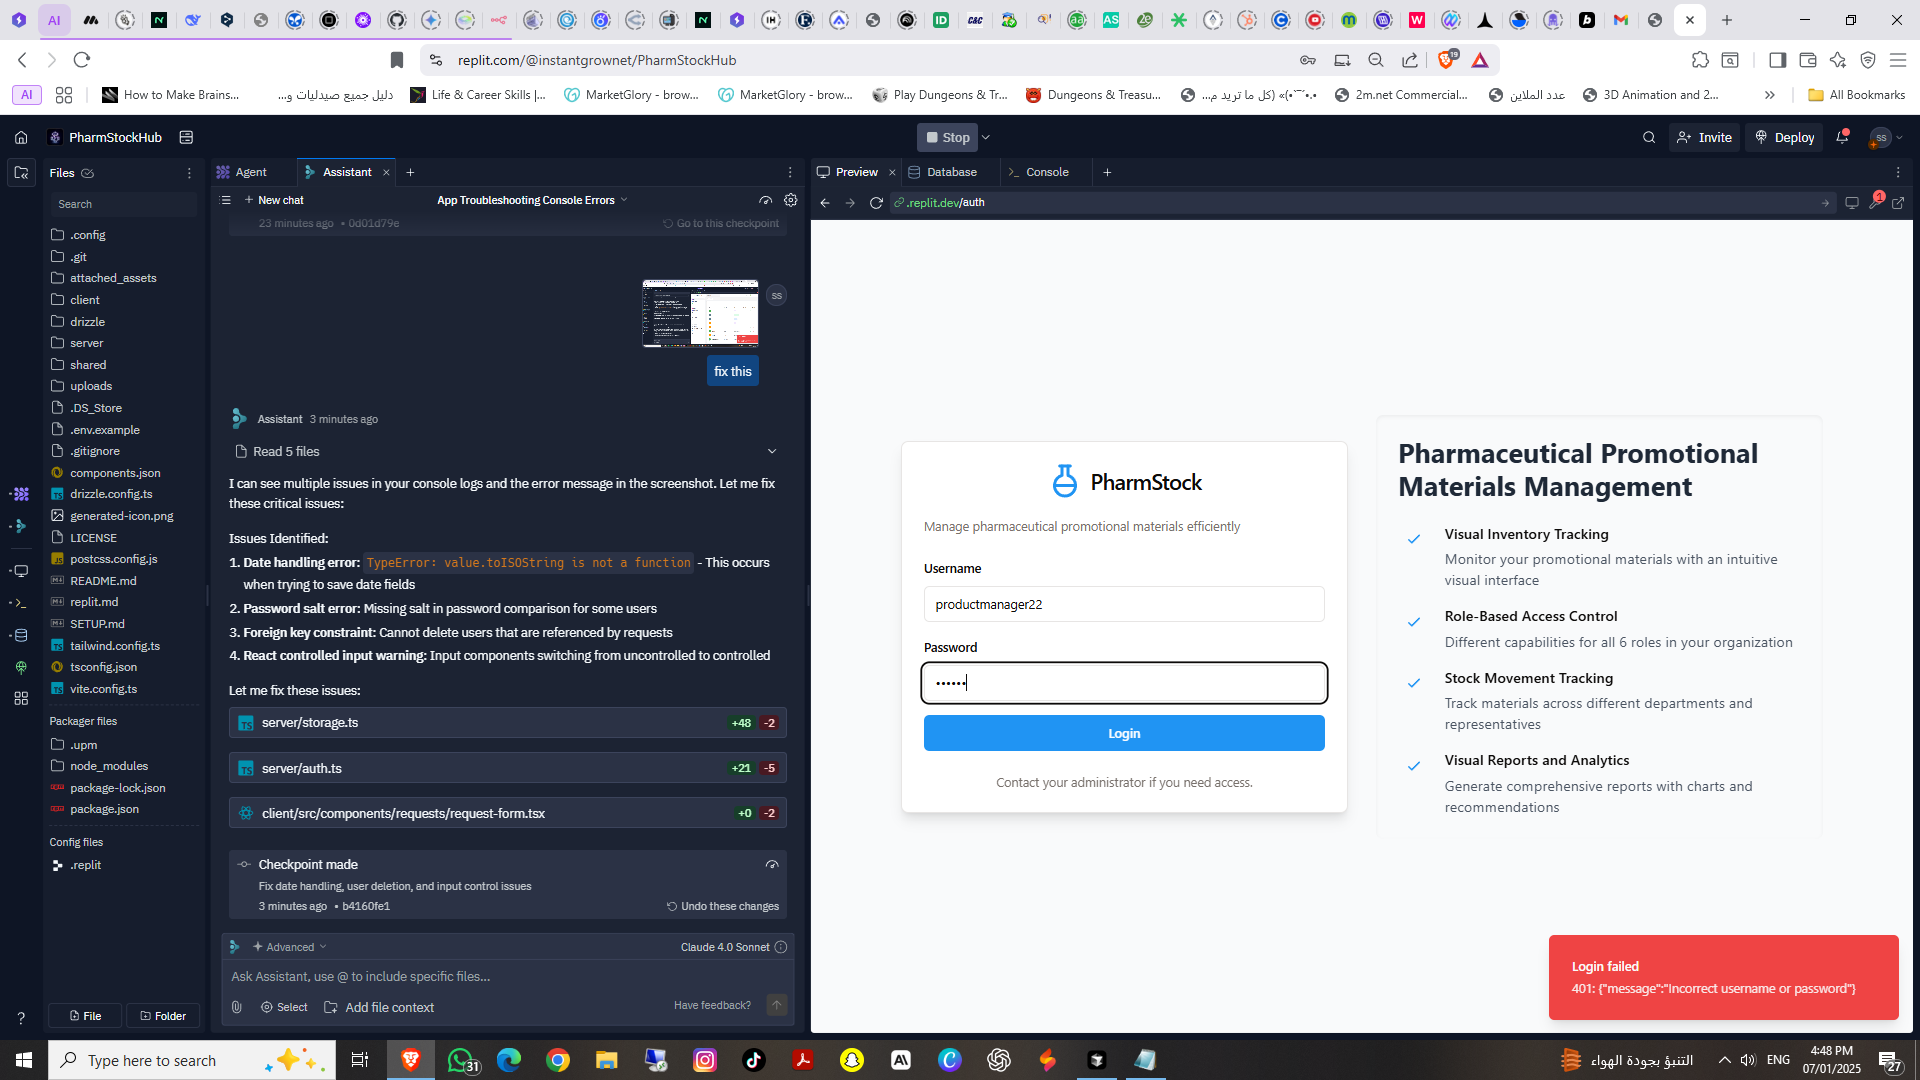 AI
replit.com/@instantgrownet/PharmStockHub
19
AI
How to Make Brains...
دليل جميع صيدليات و...
Life & Career Skills |...
MarketGlory - brow...
MarketGlory - brow...
Play Dungeons & Tr...
Dungeons & Treasu...
2m.net Commercial...
عدد الملاين
3D Animation and 2...
All Bookmarks
PharmStockHub
Stop
Invite
Deploy
SS
Files
Search
.config
.git
attached_assets
client
drizzle
server
shared
uploads
.DS_Store
.env.example
.gitignore
components.json
drizzle.config.ts
generated-icon.png
LICENSE
postcss.config.js
README.md
replit.md
SETUP.md
tailwind.config.ts
tsconfig.json
vite.config.ts
Packager files
.upm
node_modules
package-lock.json
package.json
Config files
.replit
File
Folder
Agent
Assistant
New chat
App Troubleshooting Console Errors
23 minutes ago • 0d01d79e
Go to this checkpoint
SS
fix this
Assistant 3 minutes ago
Read 5 files
I can see multiple issues in your console logs and the error message in the screenshot. Let me fix
these critical issues:
Issues Identified:
1. Date handling error: TypeError: value.toISOString is not a function - This occurs
when trying to save date fields
2. Password salt error: Missing salt in password comparison for some users
3. Foreign key constraint: Cannot delete users that are referenced by requests
4. React controlled input warning: Input components switching from uncontrolled to controlled
Let me fix these issues:
server/storage.ts +48 -2
server/auth.ts +21 -5
client/src/components/requests/request-form.tsx +0 -2
Checkpoint made
Fix date handling, user deletion, and input control issues
3 minutes ago • b4160fe1
Undo these changes
Advanced
Claude 4.0 Sonnet
Ask Assistant, use @ to include specific files...
Select
Add file context
Have feedback?
Preview
Database
Console
.replit.dev/auth
1
PharmStock
Manage pharmaceutical promotional materials efficiently
Username
productmanager22
Password
••••••
Login
Contact your administrator if you need access.
Pharmaceutical Promotional
Materials Management
Visual Inventory Tracking
Monitor your promotional materials with an intuitive
visual interface
Role-Based Access Control
Different capabilities for all 6 roles in your organization
Stock Movement Tracking
Track materials across different departments and
representatives
Visual Reports and Analytics
Generate comprehensive reports with charts and
recommendations
Login failed
401: {"message":"Incorrect username or password"}
Type here to search
31
التنبؤ بجودة الهواء
ENG
4:48 PM
07/01/2025
27